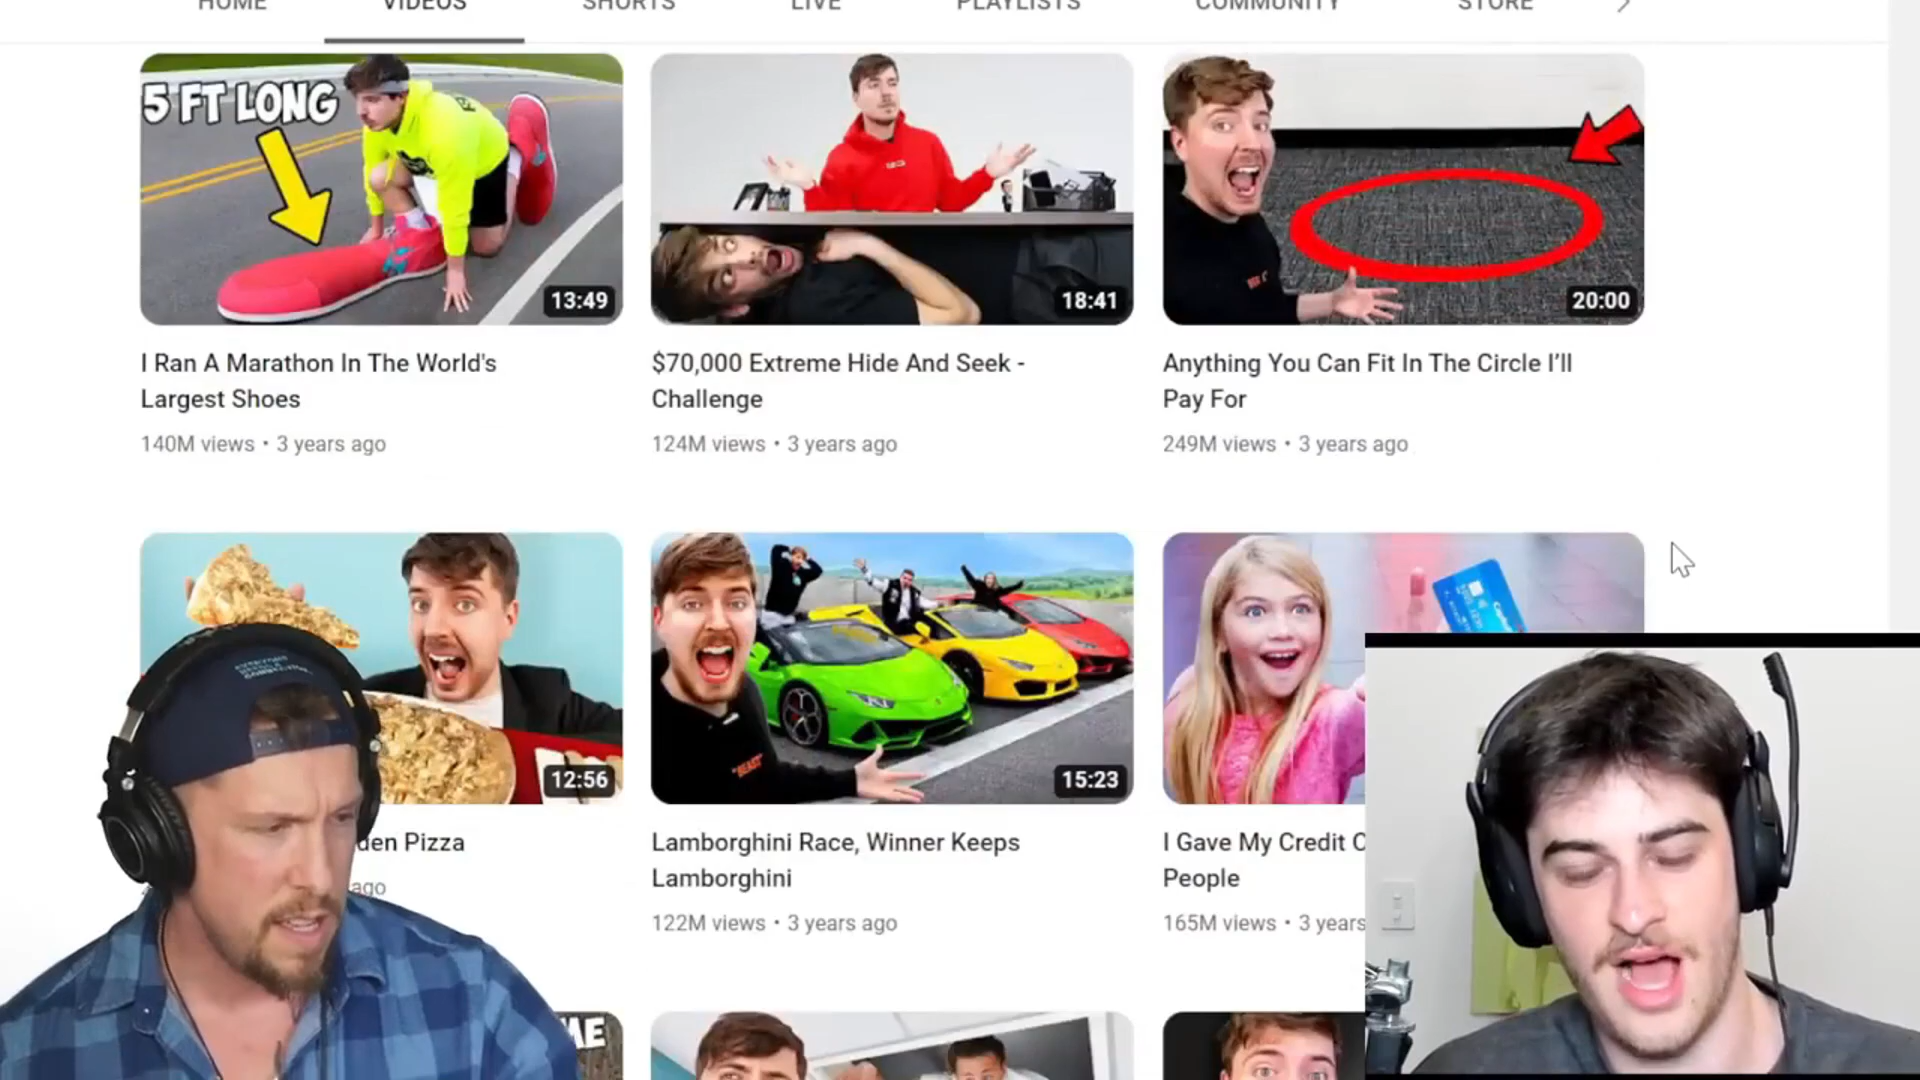 HOME VIDEOS SHORTS LIVE PLAYLISTS COMMUNITY STORE
5 FT LONG
13:49
18:41
20:00
I Ran A Marathon In The World's
Largest Shoes
140M views • 3 years ago
$70,000 Extreme Hide And Seek -
Challenge
124M views • 3 years ago
Anything You Can Fit In The Circle I’ll
Pay For
249M views • 3 years ago
12:56
15:23
"BEAST"
den Pizza
ago
Lamborghini Race, Winner Keeps
Lamborghini
122M views • 3 years ago
I Gave My Credit C
People
165M views • 3 years
AE